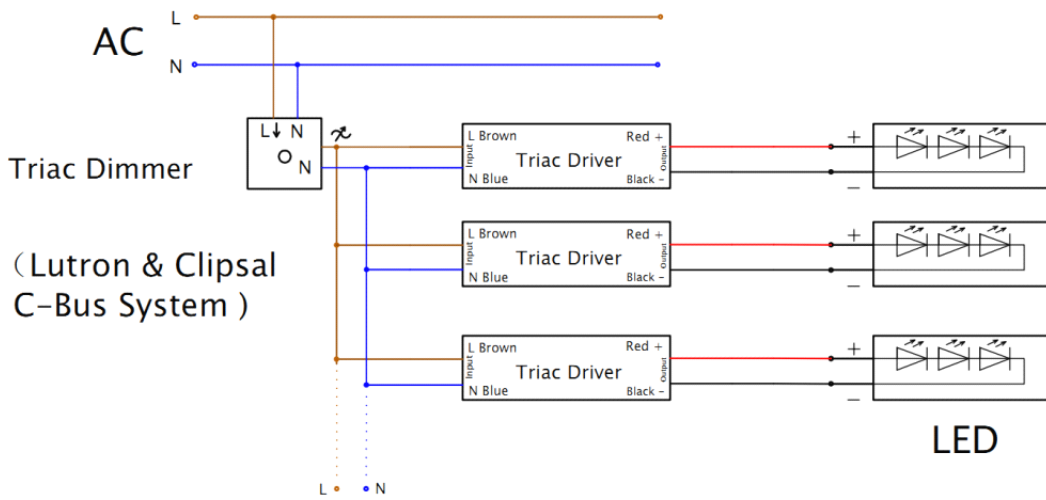 L
AC
N
L N
N
Triac Dimmer
（Lutron & Clipsal
C-Bus System )
L Brown
Input
N Blue
Triac Driver
Red +
Output
Black -
+
-
L Brown
Input
N Blue
Triac Driver
Red +
Output
Black -
+
-
L Brown
Input
N Blue
Triac Driver
Red +
Output
Black -
+
-
LED
L N